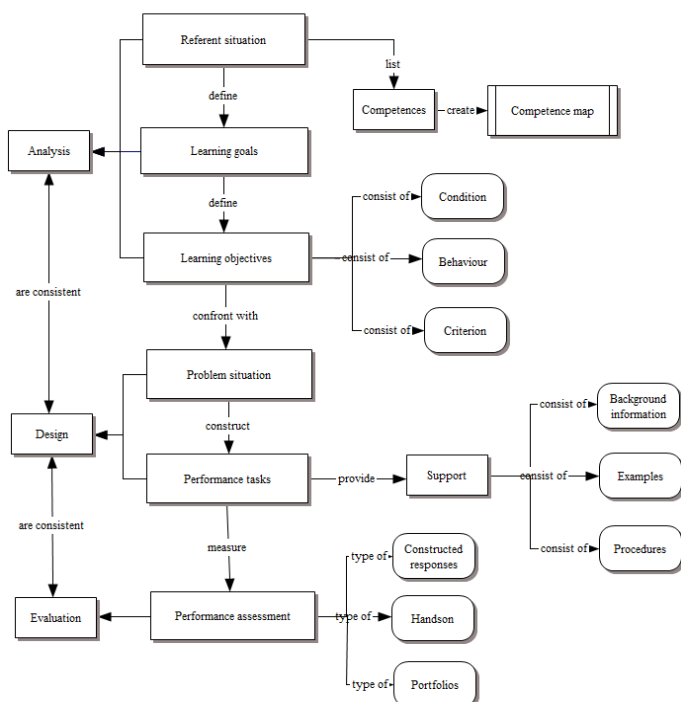 Referent situation
list
define
Competences
create
Competence map
Analysis
Learning goals
define
consist of
Condition
Learning objectives
consist of
Behaviour
are consistent
confront with
consist of
Criterion
Problem situation
Background
information
consist of
construct
Design
Performance tasks
provide
Support
consist of
Examples
are consistent
measure
type of
Constructed
responses
consist of
Procedures
Evaluation
Performance assessment
type of
Handson
type of
Portfolios